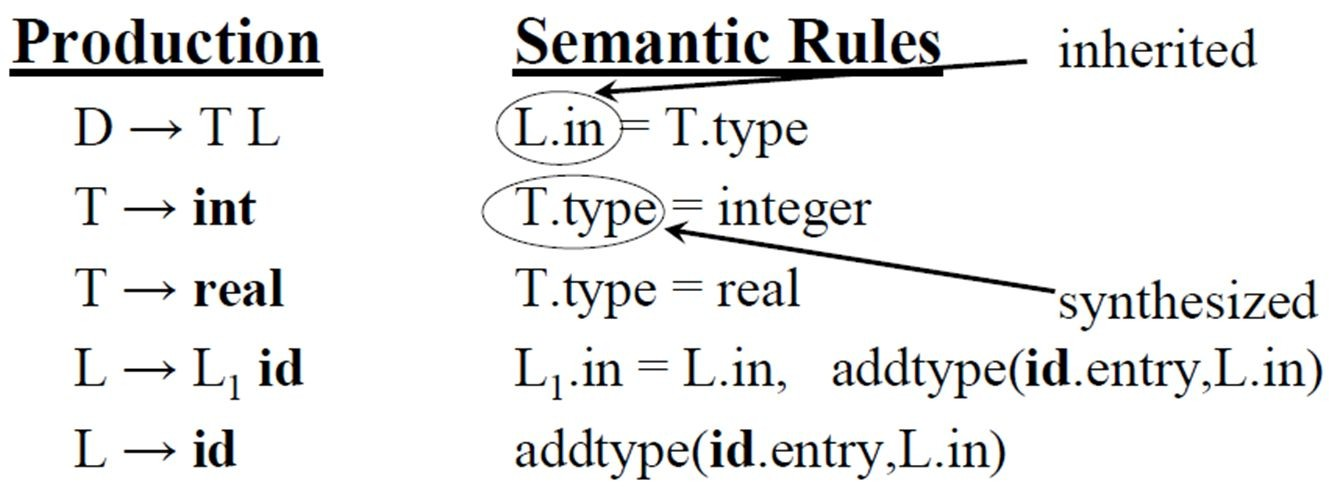 Production Semantic Rules inherited
D → T L L.in = T.type
T → int T.type = integer
T → real T.type = real
synthesized
L → L₁ id L₁.in = L.in, addtype(id.entry,L.in)
L → id addtype(id.entry,L.in)